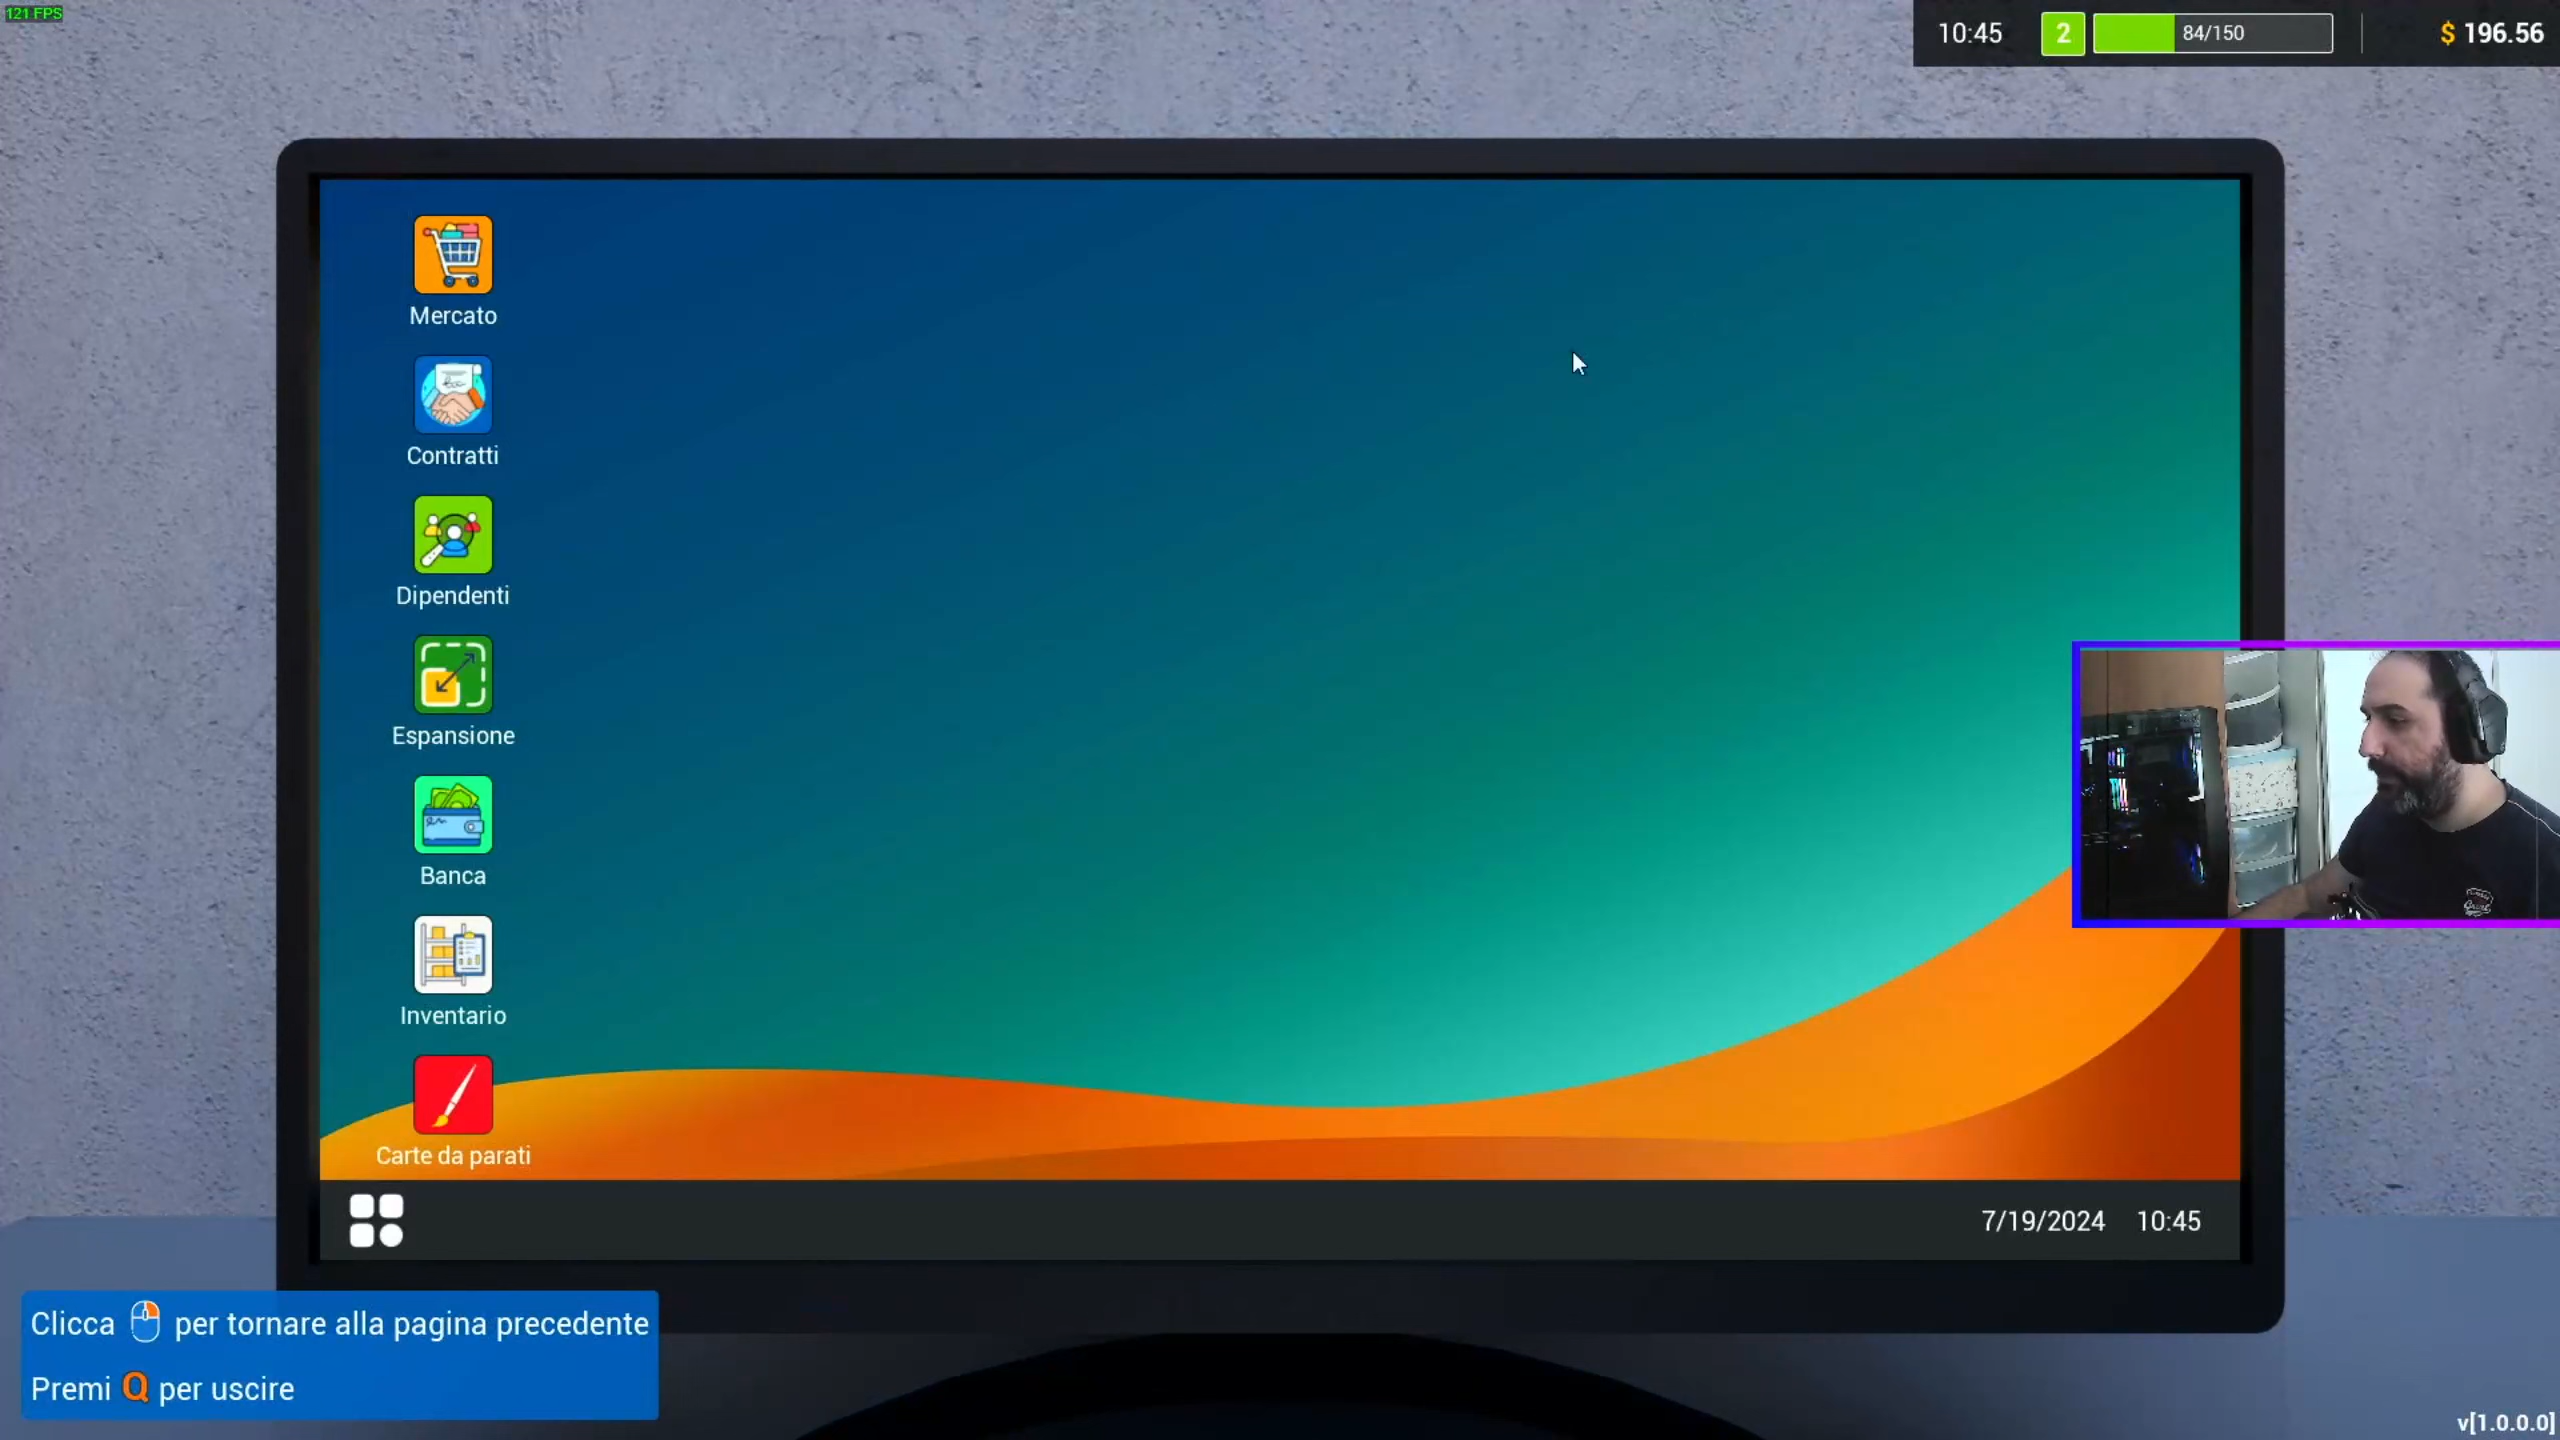 121 FPS
10:45 2 84/150 $ 196.56
Mercato
Contratti
Dipendenti
Espansione
Banca
Inventario
Carte da parati
7/19/2024 10:45
Clicca per tornare alla pagina precedente
Premi Q per uscire
v[1.0.0.0]